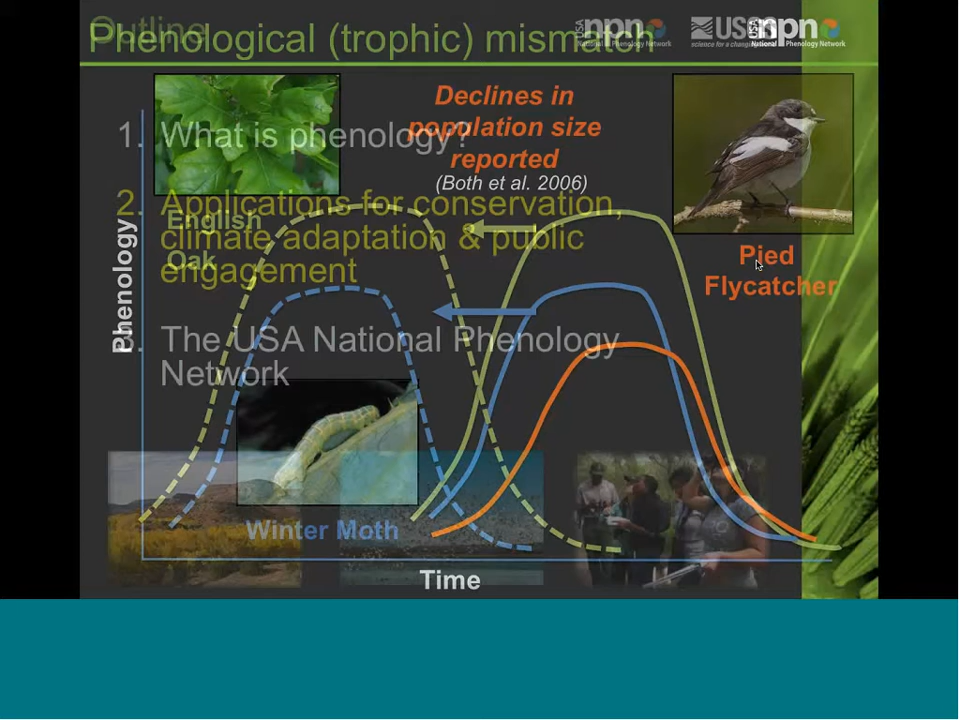 Outline
Phenological (trophic) mismatch
USA npn
National Phenology Network
USGS
science for a changing world
USA npn
National Phenology Network
Declines in
population size
reported
(Both et al. 2006)
1. What is phenology?
2. Applications for conservation,
climate adaptation & public
engagement
3. The USA National Phenology
Network
English
Oak
Pied
Flycatcher
Phenology
Winter Moth
Time